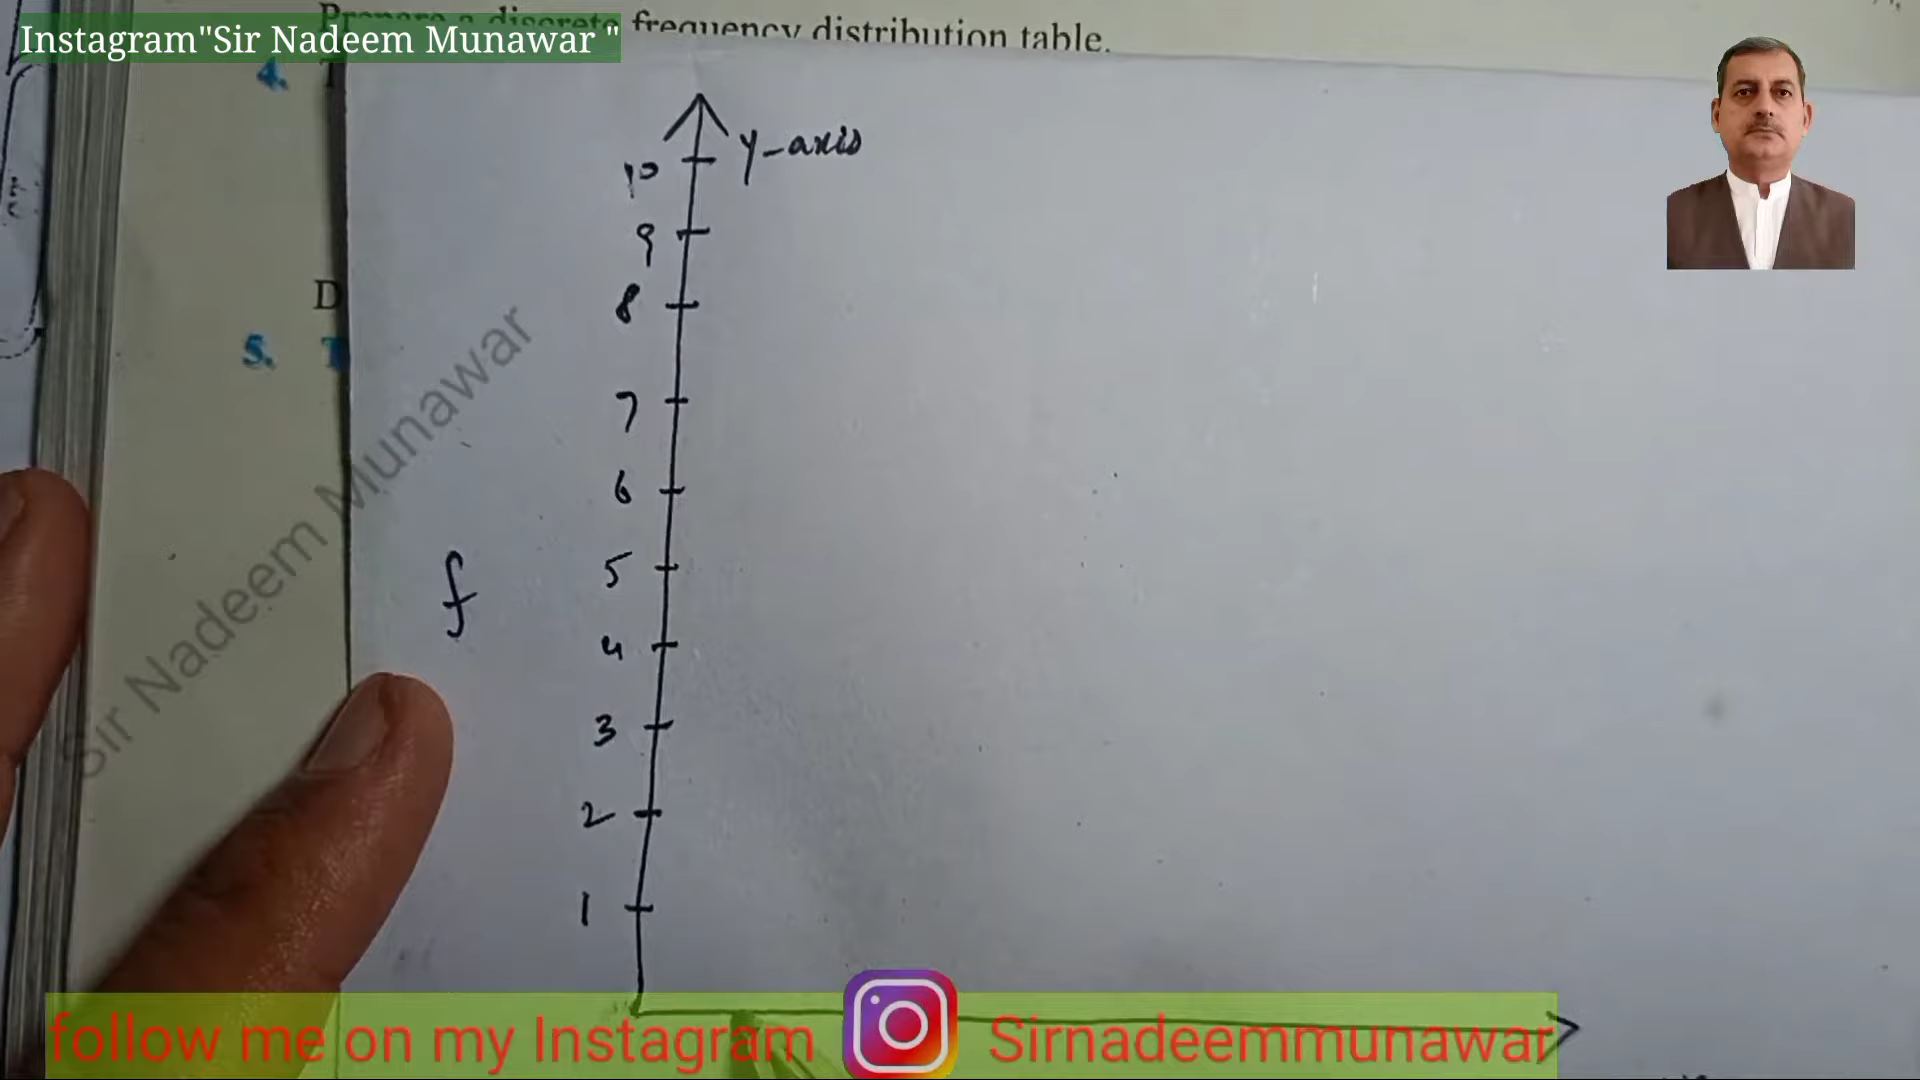 Instagram"Sir Nadeem Munawar "
frequency distribution table.
4.
y-axis
10
9
8
D
5. T
7
6
5
f
4
3
2
1
Sir Nadeem Munawar
follow me on my Instagram Sirnadeemmunawar